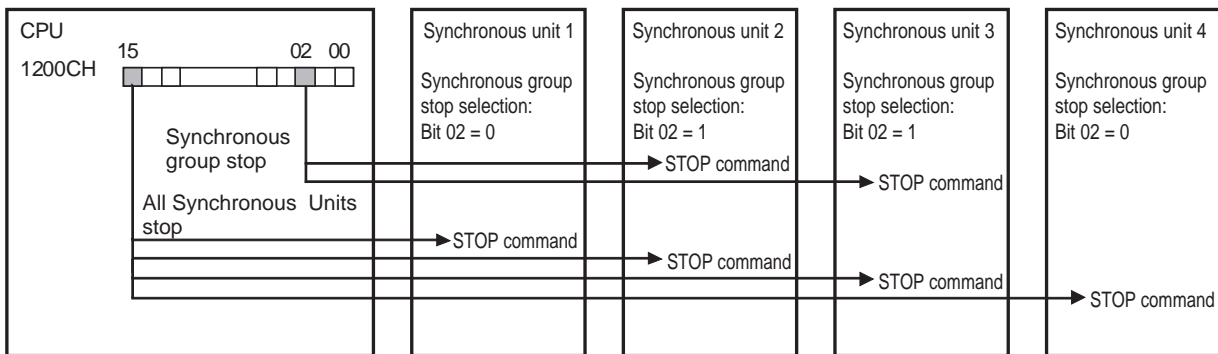 CPU
15 02 00
1200CH
Synchronous
group stop
All Synchronous Units
stop
Synchronous unit 1
Synchronous group
stop selection:
Bit 02 = 0
STOP command
Synchronous unit 2
Synchronous group
stop selection:
Bit 02 = 1
STOP command
STOP command
Synchronous unit 3
Synchronous group
stop selection:
Bit 02 = 1
STOP command
STOP command
Synchronous unit 4
Synchronous group
stop selection:
Bit 02 = 0
STOP command